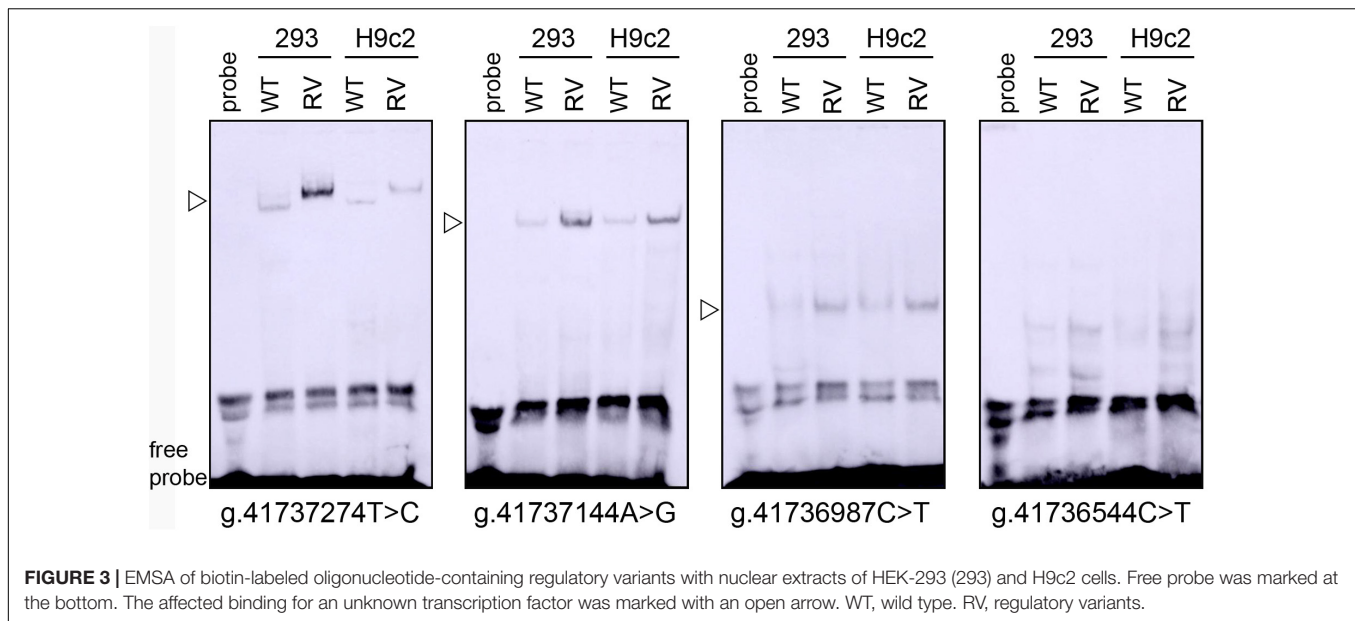 293 H9c2
probe WT RV WT RV
293 H9c2
probe WT RV WT RV
293 H9c2
probe WT RV WT RV
293 H9c2
probe WT RV WT RV
free
probe
g.41737274T>C
g.41737144A>G
g.41736987C>T
g.41736544C>T
FIGURE 3 | EMSA of biotin-labeled oligonucleotide-containing regulatory variants with nuclear extracts of HEK-293 (293) and H9c2 cells. Free probe was marked at
the bottom. The affected binding for an unknown transcription factor was marked with an open arrow. WT, wild type. RV, regulatory variants.